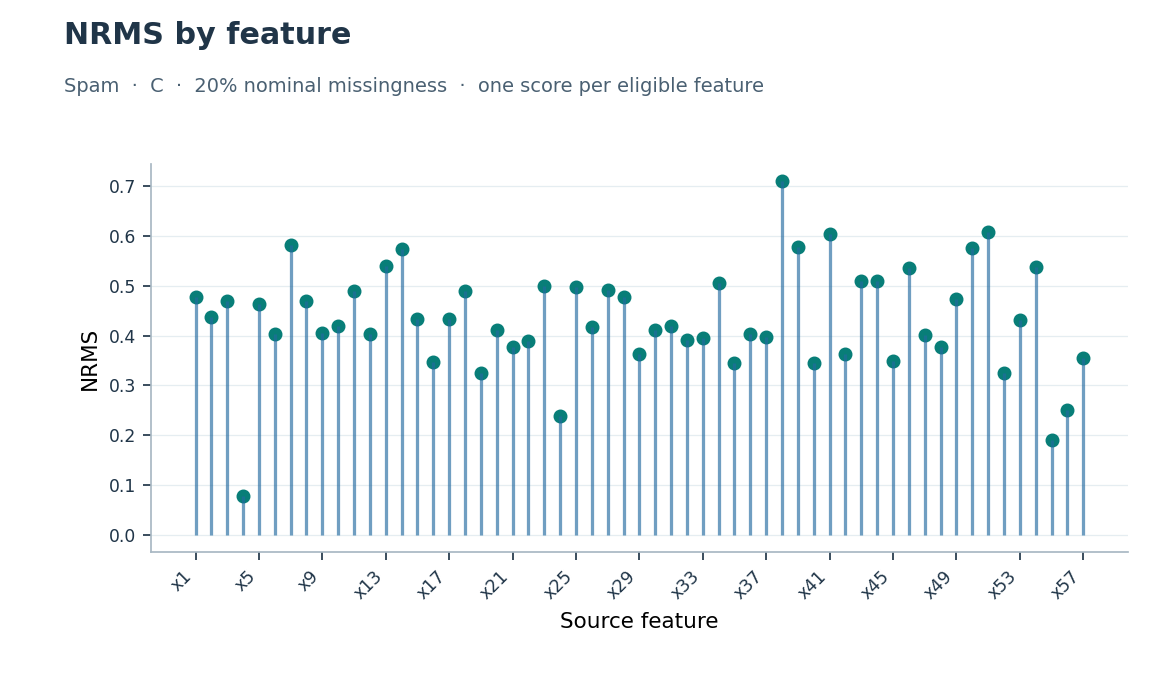 NRMS by feature
Spam · C · 20% nominal missingness · one score per eligible feature
0.7
0.6
0.5
0.4
0.3
0.2
0.1
0.0
NRMS
x1 x5 x9 x13 x17 x21 x25 x29 x33 x37 x41 x45 x49 x53 x57
Source feature